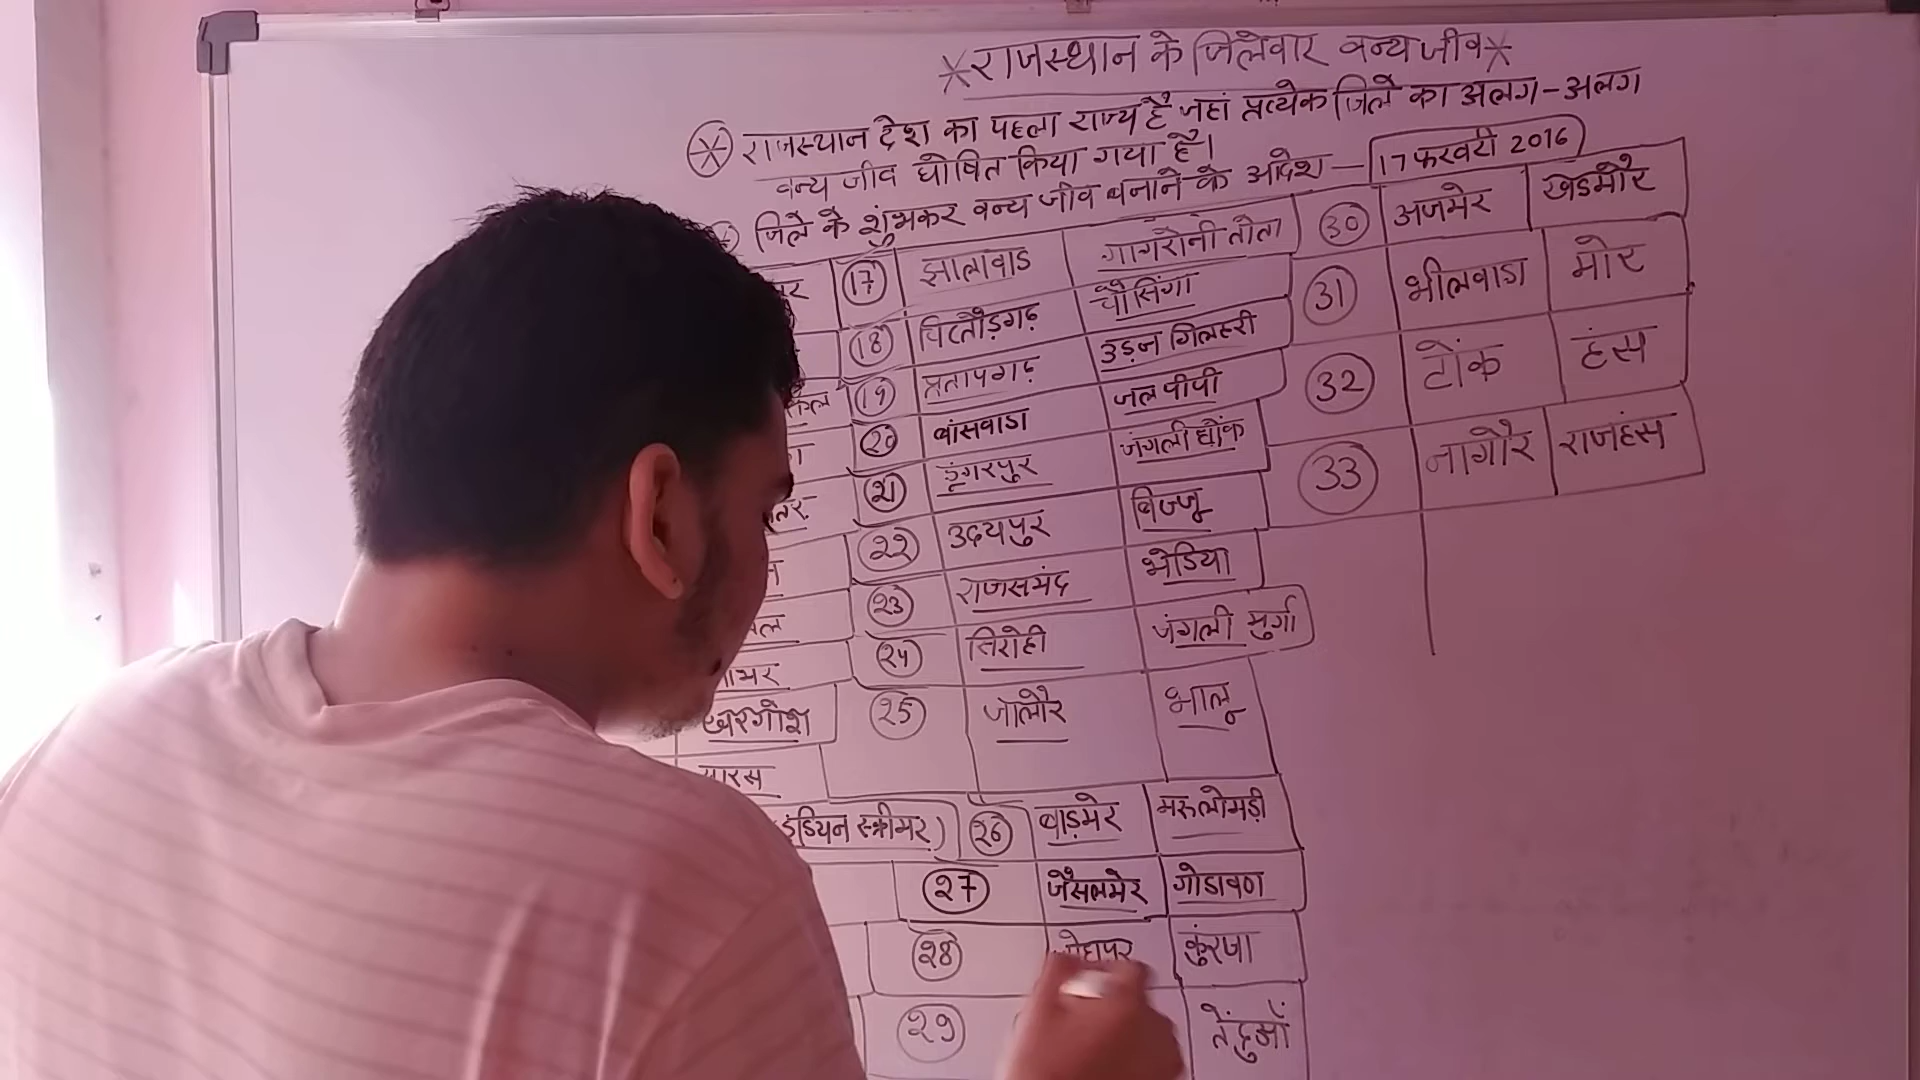 *राजस्थान के जिलेवार वन्य जीव*
* राजस्थान देश का पहला राज्य है जहां प्रत्येक जिले का अलग-अलग
वन्य जीव घोषित किया गया है।
जिले के शुंभकर वन्य जीव बनाने के आदेश - 17 फरवरी 2016
17 झालावाड गागरौनी तोता
18 चित्तौड़गढ़ चौसिंगा
19 प्रतापगढ़ उड़न गिलहरी
20 बांसवाडा जल पीपी
21 डूंगरपुर जंगली धोंक
22 उदयपुर बिज्जू
23 राजसमंद भेडिया
24 सिरोही जंगली मुर्गा
खरगोश 25 जालौर भालू
सारस
इंडियन स्क्रीमर) 26 बाड़मेर मरुलोमड़ी
27 जैसलमेर गोडावण
28 कुंरजा
29 तेंदुआँ
30 अजमेर खडमौर
31 भीलवाडा मोर
32 टोंक हंस
33 नागौर राजहंस